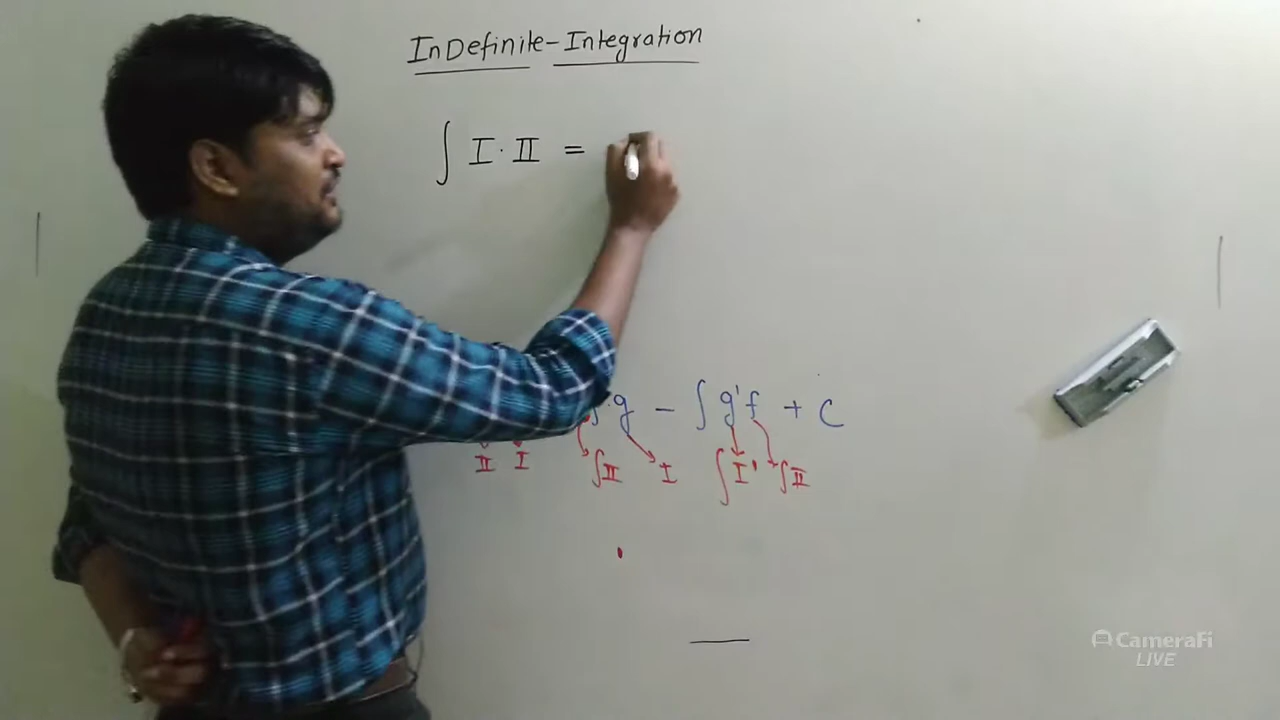 InDefinite-Integration
∫ I · II =
· g - ∫ g' f + C
II I ∫II I ∫ I' ∫II
CameraFi
LIVE